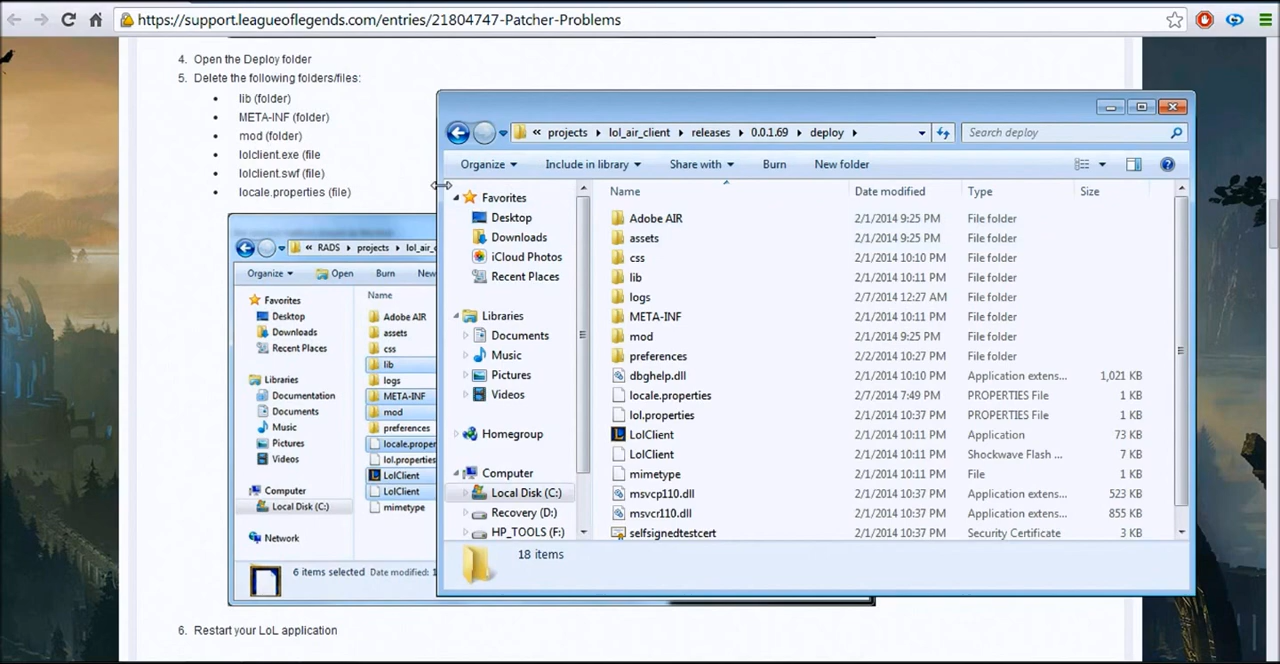 https://support.leagueoflegends.com/entries/21804747-Patcher-Problems
4. Open the Deploy folder
5. Delete the following folders/files:
• lib (folder)
• META-INF (folder)
• mod (folder)
• lolclient.exe (file
• lolclient.swf (file)
• locale.properties (file)
« RADS ▸ projects ▸ lol_air_c
Organize Open Burn New
Name
Favorites
Desktop
Downloads
Recent Places
Libraries
Documentation
Documents
Music
Pictures
Videos
Computer
Local Disk (C:)
Network
Adobe AIR
assets
css
lib
logs
META-INF
mod
preferences
locale.proper
lol.properties
LolClient
LolClient
mimetype
6 items selected Date modified: 1
« projects ▸ lol_air_client ▸ releases ▸ 0.0.1.69 ▸ deploy ▸
Search deploy
Organize Include in library Share with Burn New folder
Favorites
Desktop
Downloads
iCloud Photos
Recent Places
Libraries
Documents
Music
Pictures
Videos
Homegroup
Computer
Local Disk (C:)
Recovery (D:)
HP_TOOLS (F:)
Name Date modified Type Size
Adobe AIR 2/1/2014 9:25 PM File folder
assets 2/1/2014 9:25 PM File folder
css 2/1/2014 10:10 PM File folder
lib 2/1/2014 10:11 PM File folder
logs 2/7/2014 12:27 AM File folder
META-INF 2/1/2014 10:11 PM File folder
mod 2/1/2014 9:25 PM File folder
preferences 2/2/2014 10:27 PM File folder
dbghelp.dll 2/1/2014 10:10 PM Application extens... 1,021 KB
locale.properties 2/7/2014 7:49 PM PROPERTIES File 1 KB
lol.properties 2/1/2014 10:37 PM PROPERTIES File 1 KB
LolClient 2/1/2014 10:11 PM Application 73 KB
LolClient 2/1/2014 10:11 PM Shockwave Flash ... 7 KB
mimetype 2/1/2014 10:11 PM File 1 KB
msvcp110.dll 2/1/2014 10:37 PM Application extens... 523 KB
msvcr110.dll 2/1/2014 10:37 PM Application extens... 855 KB
selfsignedtestcert 2/1/2014 10:37 PM Security Certificate 3 KB
18 items
6. Restart your LoL application